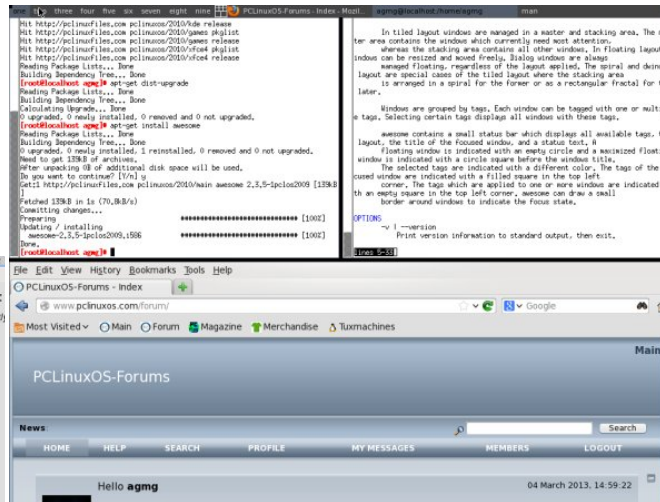 one two three four five six seven eight nine PCLinuxOS-Forums - Index - Mozil... agmg@localhost:/home/agmg man
Hit http://pclinuxfiles.com pclinuxos/2010/kde release
Hit http://pclinuxfiles.com pclinuxos/2010/games pkglist
Hit http://pclinuxfiles.com pclinuxos/2010/games release
Hit http://pclinuxfiles.com pclinuxos/2010/xfce4 pkglist
Hit http://pclinuxfiles.com pclinuxos/2010/xfce4 release
Reading Package Lists... Done
Building Dependency Tree... Done
[root@localhost agmg]# apt-get dist-upgrade
Reading Package Lists... Done
Building Dependency Tree... Done
Calculating Upgrade... Done
0 upgraded, 0 newly installed, 0 removed and 0 not upgraded.
[root@localhost agmg]# apt-get install awesome
Reading Package Lists... Done
Building Dependency Tree... Done
0 upgraded, 0 newly installed, 1 reinstalled, 0 removed and 0 not upgraded.
Need to get 139kB of archives.
After unpacking 0B of additional disk space will be used.
Do you want to continue? [Y/n] y
Get:1 http://pclinuxfiles.com pclinuxos/2010/main awesome 2.3.5-1pclos2009 [139kB
]
Fetched 139kB in 1s (70.8kB/s)
Committing changes...
Preparing ################################ [100%]
Updating / installing
awesome-2.3.5-1pclos2009.i586 ################################ [100%]
Done.
[root@localhost agmg]#
In tiled layout windows are managed in a master and stacking area. The
ter area contains the windows which currently need most attention,
whereas the stacking area contains all other windows. In floating layout
indows can be resized and moved freely. Dialog windows are always
managed floating, regardless of the layout applied. The spiral and dwin
layout are special cases of the tiled layout where the stacking area
is arranged in a spiral for the former or as a rectangular fractal for
later.
Windows are grouped by tags. Each window can be tagged with one or mult
e tags. Selecting certain tags displays all windows with these tags.
awesome contains a small status bar which displays all available tags,
layout, the title of the focused window, and a status text. A
floating window is indicated with an empty circle and a maximized float
window is indicated with a circle square before the windows title.
The selected tags are indicated with a different color. The tags of the
cused window are indicated with a filled square in the top left
corner. The tags which are applied to one or more windows are indicated
th an empty square in the top left corner. awesome can draw a small
border around windows to indicate the focus state.
OPTIONS
-v | --version
Print version information to standard output, then exit.
lines 5-33
File Edit View History Bookmarks Tools Help
PCLinuxOS-Forums - Index
www.pclinuxos.com/forum/ Google
Most Visited Main Forum Magazine Merchandise Tuxmachines
Main
PCLinuxOS-Forums
News:
Search
HOME HELP SEARCH PROFILE MY MESSAGES MEMBERS LOGOUT
Hello agmg 04 March 2013, 14:59:22